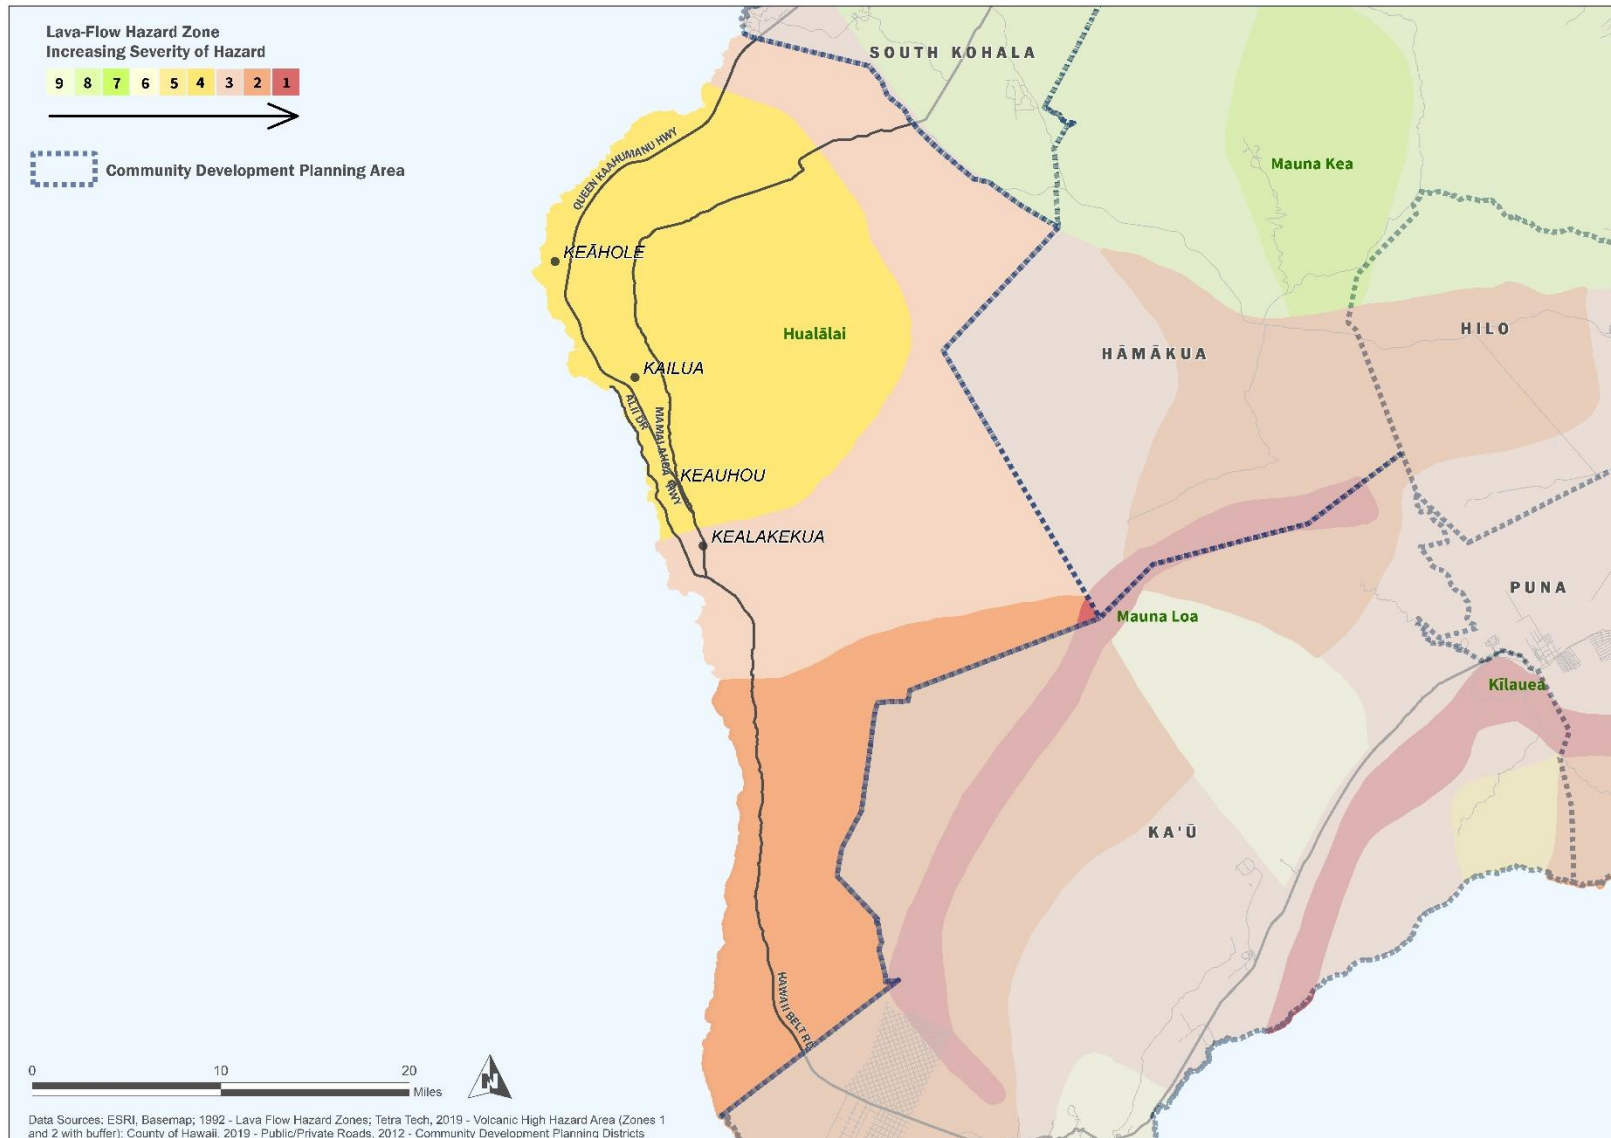 Lava-Flow Hazard Zone
Increasing Severity of Hazard
9 8 7 6 5 4 3 2 1
Community Development Planning Area
SOUTH KOHALA
Mauna Kea
QUEEN KAAHUMANU HWY
KEĀHOLE
Hualālai
HĀMĀKUA
HILO
KAILUA
ALII DR
MAMALAHOA HWY
KEAUHOU
KEALAKEKUA
PUNA
Mauna Loa
Kīlauea
KA'Ū
HAWAII BELT RD
0 10 20
Miles
N
Data Sources: ESRI, Basemap; 1992 - Lava Flow Hazard Zones; Tetra Tech, 2019 - Volcanic High Hazard Area (Zones 1
and 2 with buffer); County of Hawaii, 2019 - Public/Private Roads, 2012 - Community Development Planning Districts